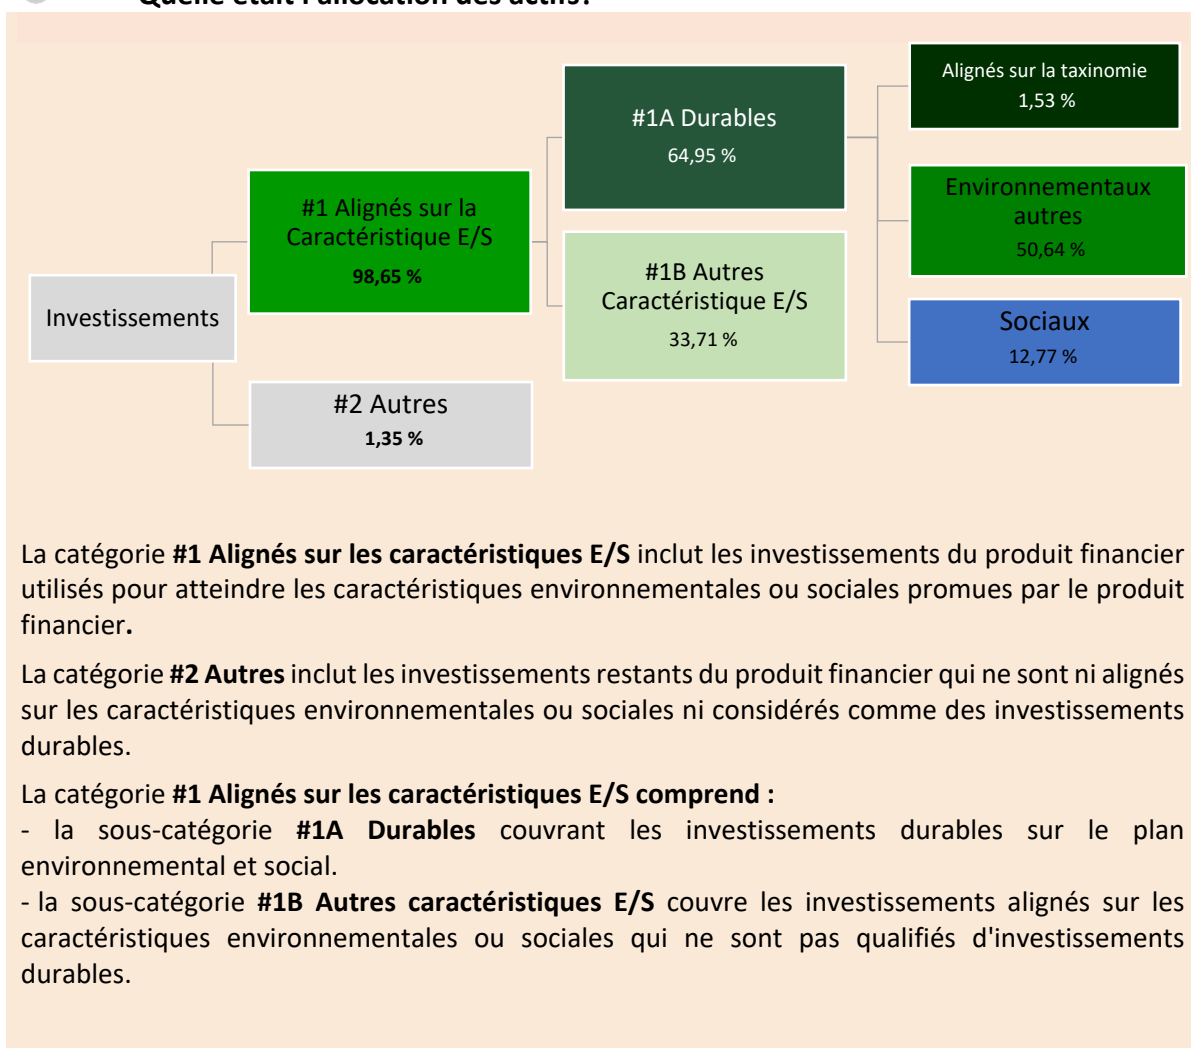 Quelle était l'allocation des actifs?
Alignés sur la taxinomie
1,53 %
#1A Durables
64,95 %
Environnementaux
autres
50,64 %
#1 Alignés sur la
Caractéristique E/S
98,65 %
#1B Autres
Caractéristique E/S
33,71 %
Investissements
Sociaux
12,77 %
#2 Autres
1,35 %
La catégorie #1 Alignés sur les caractéristiques E/S inclut les investissements du produit financier
utilisés pour atteindre les caractéristiques environnementales ou sociales promues par le produit
financier.
La catégorie #2 Autres inclut les investissements restants du produit financier qui ne sont ni alignés
sur les caractéristiques environnementales ou sociales ni considérés comme des investissements
durables.
La catégorie #1 Alignés sur les caractéristiques E/S comprend :
- la sous-catégorie #1A Durables couvrant les investissements durables sur le plan
environnemental et social.
- la sous-catégorie #1B Autres caractéristiques E/S couvre les investissements alignés sur les
caractéristiques environnementales ou sociales qui ne sont pas qualifiés d'investissements
durables.